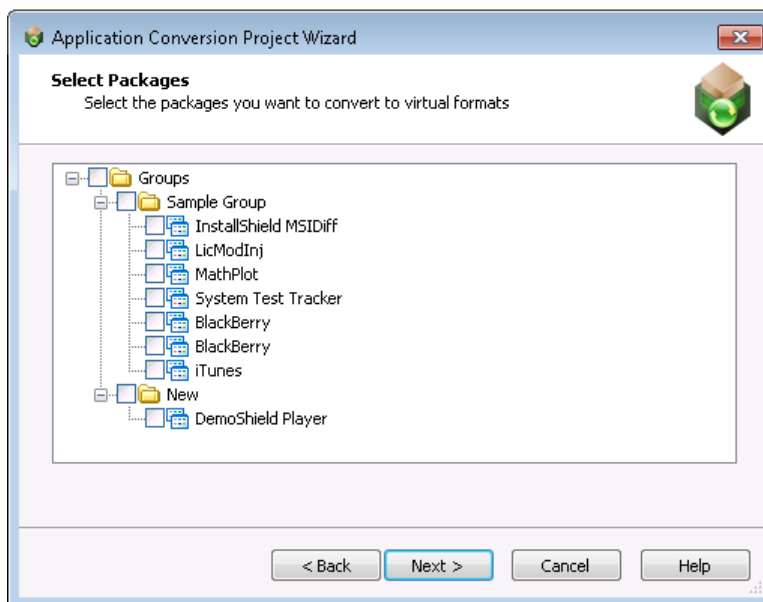 Application Conversion Project Wizard
Select Packages
Select the packages you want to convert to virtual formats
Groups
Sample Group
InstallShield MSIDiff
LicModInj
MathPlot
System Test Tracker
BlackBerry
BlackBerry
iTunes
New
DemoShield Player
< Back Next > Cancel Help